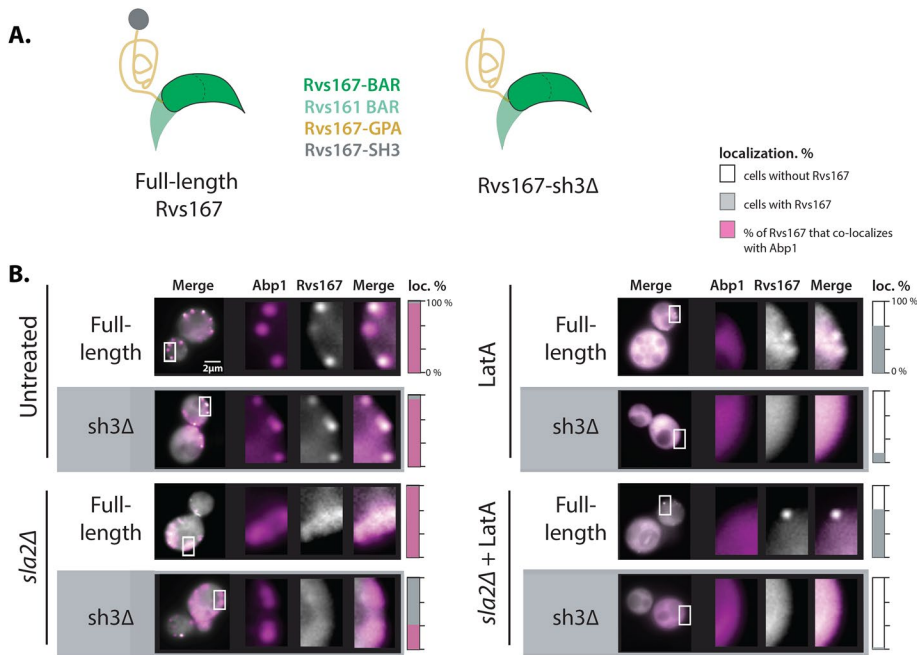 A.
Rvs167-BAR
Rvs161 BAR
Rvs167-GPA
Rvs167-SH3
Full-length
Rvs167
Rvs167-sh3Δ
localization. %
cells without Rvs167
cells with Rvs167
% of Rvs167 that co-localizes
with Abp1
B.
Merge Abp1 Rvs167 Merge loc. %
Untreated
Full-
length
2μm
100 %
0 %
sh3Δ
sla2Δ
Full-
length
sh3Δ
Merge Abp1 Rvs167 Merge loc. %
LatA
Full-
length
100 %
0 %
sh3Δ
sla2Δ + LatA
Full-
length
sh3Δ